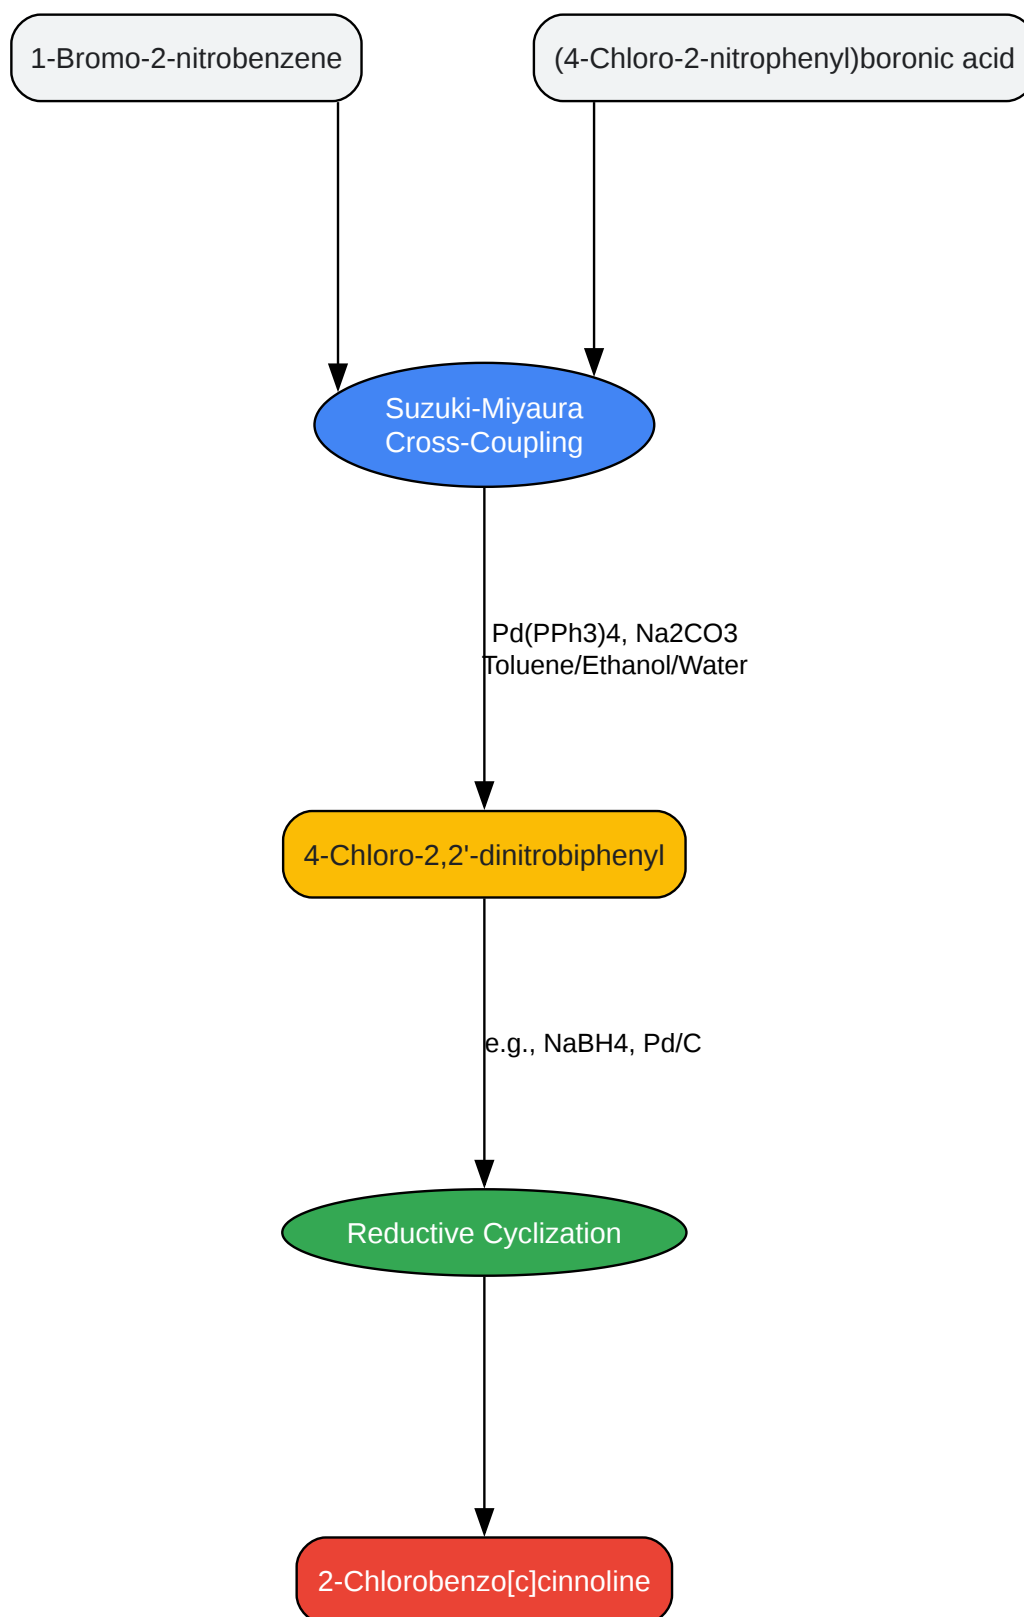 1-Bromo-2-nitrobenzene
(4-Chloro-2-nitrophenyl)boronic acid
Suzuki-Miyaura
Cross-Coupling
Pd(PPh3)4, Na2CO3
Toluene/Ethanol/Water
4-Chloro-2,2'-dinitrobiphenyl
e.g., NaBH4, Pd/C
Reductive Cyclization
2-Chlorobenzo[c]cinnoline